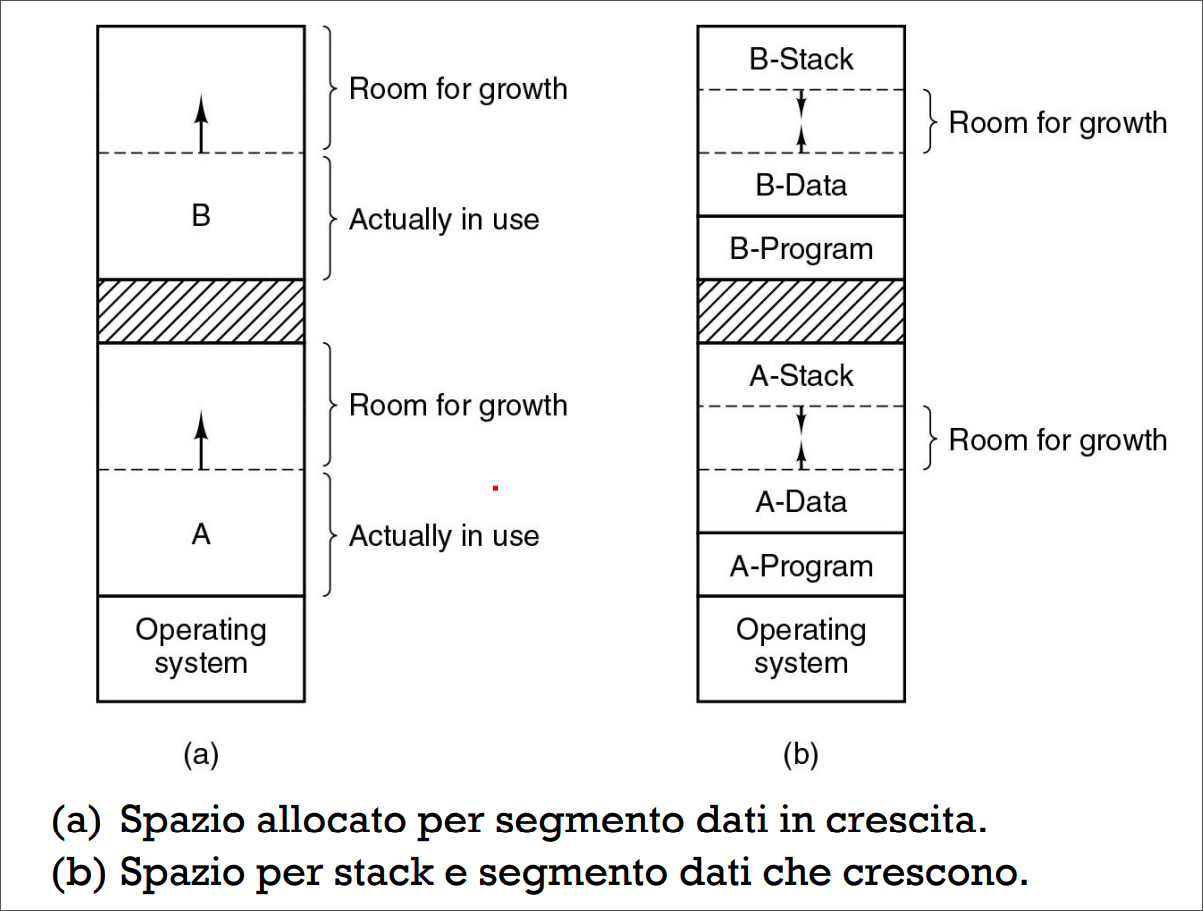 Room for growth
B
Actually in use
Room for growth
A
Actually in use
Operating
system
(a)
B-Stack
Room for growth
B-Data
B-Program
A-Stack
Room for growth
A-Data
A-Program
Operating
system
(b)
(a) Spazio allocato per segmento dati in crescita.
(b) Spazio per stack e segmento dati che crescono.